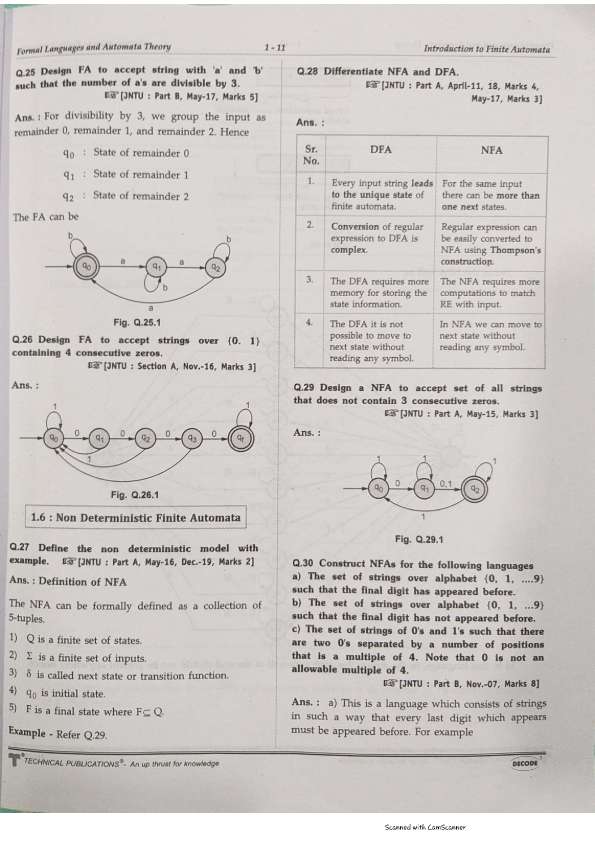 Formal Languages and Automata Theory
1 - 11
Introduction to Finite Automata
Q.25 Design FA to accept string with 'a' and 'b'
such that the number of a's are divisible by 3.
[JNTU : Part B, May-17, Marks 5]
Ans. : For divisibility by 3, we group the input as
remainder 0, remainder 1, and remainder 2. Hence
q0 : State of remainder 0
q1 : State of remainder 1
q2 : State of remainder 2
The FA can be
b
q0
a
q1
b
a
q2
b
a
Fig. Q.25.1
Q.26 Design FA to accept strings over {0. 1}
containing 4 consecutive zeros.
[JNTU : Section A, Nov.-16, Marks 3]
Ans. :
1
q0
0
q1
0
q2
0
q3
0
qf
1
1
Fig. Q.26.1
1.6 : Non Deterministic Finite Automata
Q.27 Define the non deterministic model with
example. [JNTU : Part A, May-16, Dec.-19, Marks 2]
Ans. : Definition of NFA
The NFA can be formally defined as a collection of
5-tuples.
1) Q is a finite set of states.
2) Σ is a finite set of inputs.
3) δ is called next state or transition function.
4) q0 is initial state.
5) F is a final state where F⊆ Q.
Example - Refer Q.29.
Q.28 Differentiate NFA and DFA.
[JNTU : Part A, April-11, 18, Marks 4,
May-17, Marks 3]
Ans. :
Sr. No. DFA NFA
1. Every input string leads to the unique state of finite automata. For the same input there can be more than one next states.
2. Conversion of regular expression to DFA is complex. Regular expression can be easily converted to NFA using Thompson's construction.
3. The DFA requires more memory for storing the state information. The NFA requires more computations to match RE with input.
4. The DFA it is not possible to move to next state without reading any symbol. In NFA we can move to next state without reading any symbol.
Q.29 Design a NFA to accept set of all strings
that does not contain 3 consecutive zeros.
[JNTU : Part A, May-15, Marks 3]
Ans. :
1
q0
0
1
q1
0,1
q2
1
1
Fig. Q.29.1
Q.30 Construct NFAs for the following languages
a) The set of strings over alphabet {0, 1, ....9}
such that the final digit has appeared before.
b) The set of strings over alphabet {0, 1, ...9}
such that the final digit has not appeared before.
c) The set of strings of 0's and 1's such that there
are two 0's separated by a number of positions
that is a multiple of 4. Note that 0 is not an
allowable multiple of 4.
[JNTU : Part B, Nov.-07, Marks 8]
Ans. : a) This is a language which consists of strings
in such a way that every last digit which appears
must be appeared before. For example
TECHNICAL PUBLICATIONS®- An up thrust for knowledge
DECODE
Scanned with CamScanner